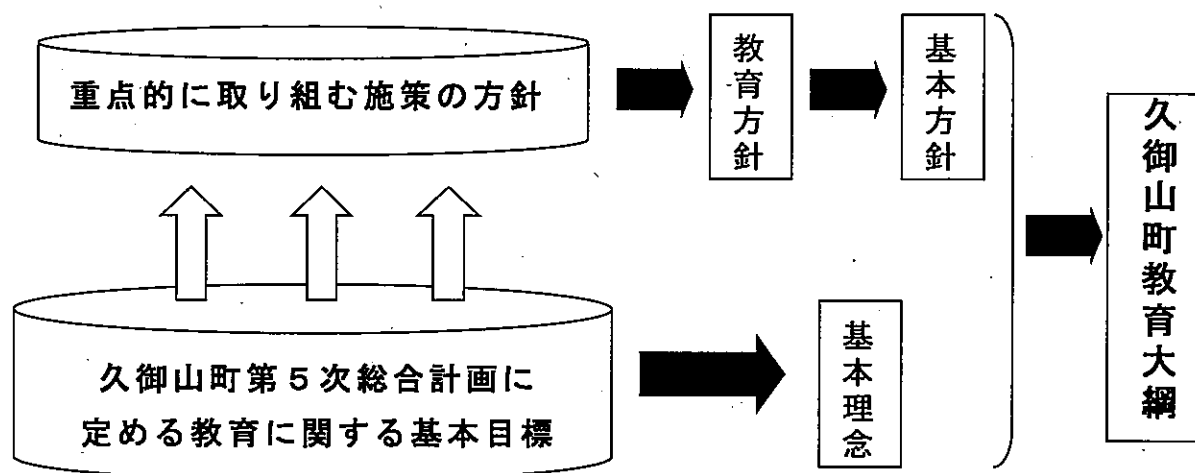 重点的に取り組む施策の方針
教育方針
基本方針
久御山町教育大綱
久御山町第５次総合計画に
定める教育に関する基本目標
基本理念